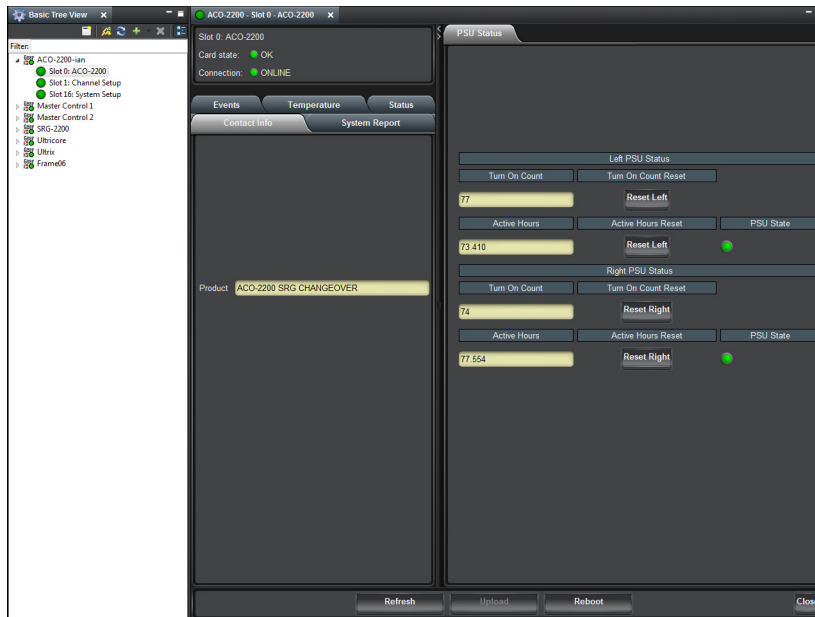 Basic Tree View
Filter:
ACO-2200-ian
Slot 0: ACO-2200
Slot 1: Channel Setup
Slot 16: System Setup
Master Control 1
Master Control 2
SRG-2200
Ultricore
Ultrix
Frame06
ACO-2200 - Slot 0 - ACO-2200
Slot 0: ACO-2200
Card state: OK
Connection: ONLINE
Events Temperature Status
Contact Info System Report
Product ACO-2200 SRG CHANGEOVER
PSU Status
Left PSU Status
Turn On Count Turn On Count Reset
77 Reset Left
Active Hours Active Hours Reset PSU State
73.410 Reset Left
Right PSU Status
Turn On Count Turn On Count Reset
74 Reset Right
Active Hours Active Hours Reset PSU State
77.554 Reset Right
Refresh Upload Reboot Clos